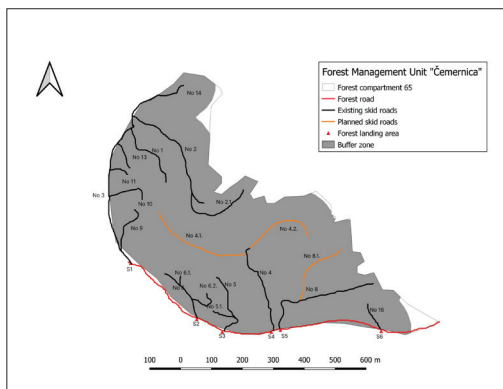 Forest Management Unit "Čemernica"
Forest compartment 65
Forest road
Existing skid roads
Planned skid roads
Forest landing area
Buffer zone
No 14
No 13
No 1
No 2
No 11
No 3
No 10
No 2.1.
No 9
No 4.1.
No 4.2.
No 8.1.
S1
No 6.1.
No 5
No 4
No 6.2.
No 8
No 5.1.
No 16
S2
S3
S4
S5
S6
100 0 100 200 300 400 500 600 m